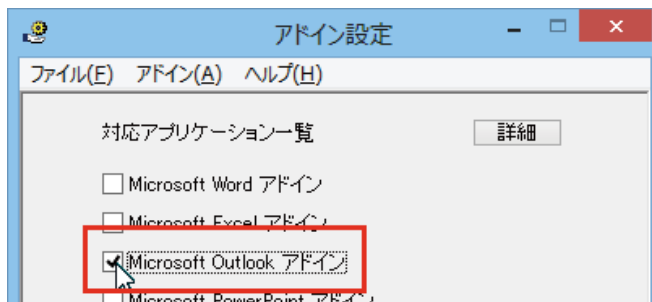 アドイン設定
ファイル(F) アドイン(A) ヘルプ(H)
対応アプリケーション一覧 詳細
Microsoft Word アドイン
Microsoft Excel アドイン
Microsoft Outlook アドイン
Microsoft PowerPoint アドイン